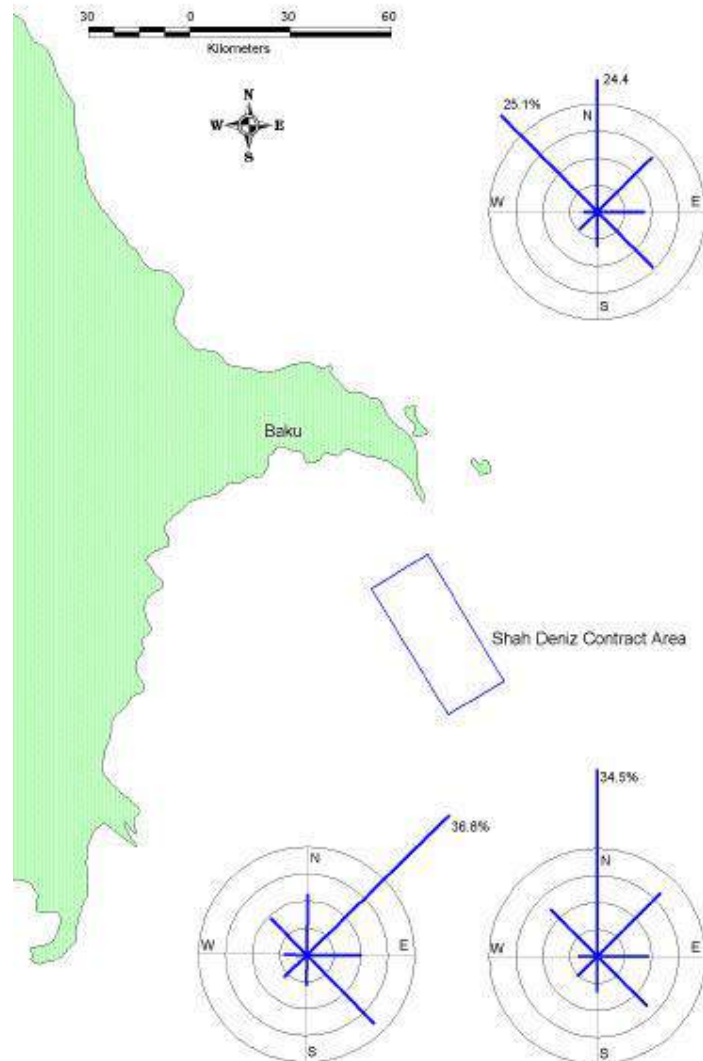 30 0 30 60
Kilometers
N
W E
S
24.4
25.1%
N
W E
S
Baku
Shah Deniz Contract Area
34.5%
36.8%
N
W E
S
N
W E
S